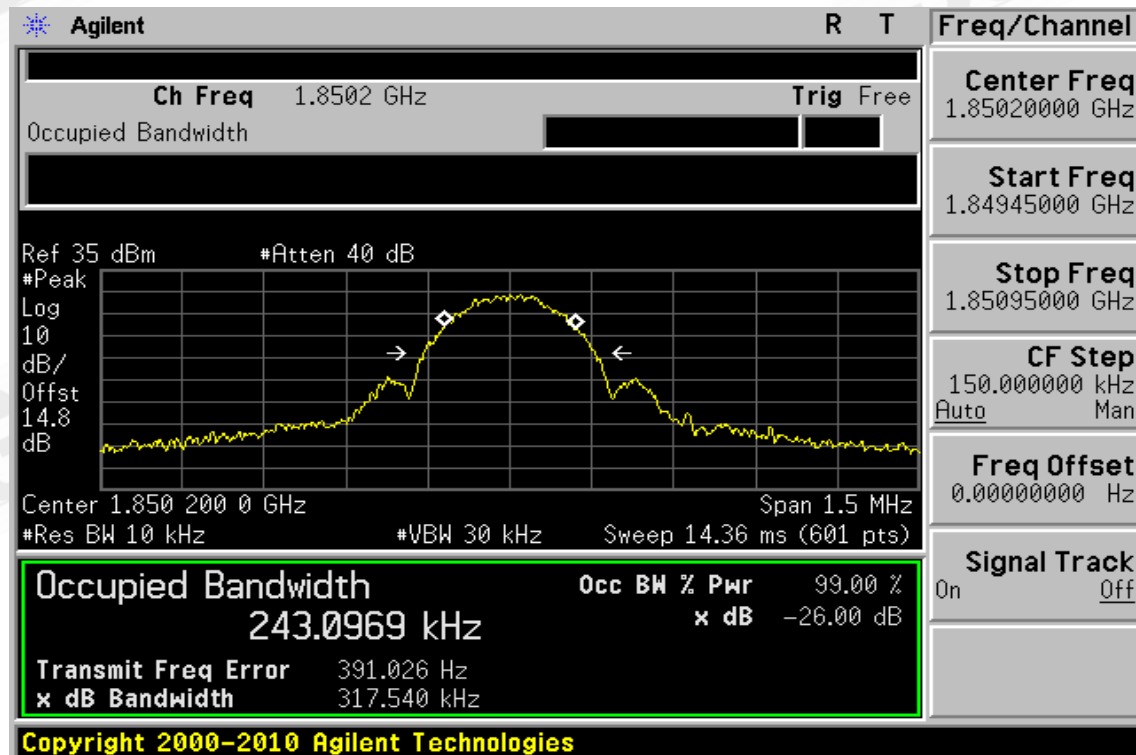 Agilent R T
Freq/Channel
Ch Freq 1.8502 GHz Trig Free
Occupied Bandwidth
Center Freq
1.85020000 GHz
Start Freq
1.84945000 GHz
Stop Freq
1.85095000 GHz
CF Step
150.000000 kHz
Auto Man
Freq Offset
0.00000000 Hz
Signal Track
On Off
Ref 35 dBm #Atten 40 dB
#Peak
Log
10
dB/
Offst
14.8
dB
Center 1.850 200 0 GHz Span 1.5 MHz
#Res BW 10 kHz #VBW 30 kHz Sweep 14.36 ms (601 pts)
Occupied Bandwidth Occ BW % Pwr 99.00 %
243.0969 kHz x dB -26.00 dB
Transmit Freq Error 391.026 Hz
x dB Bandwidth 317.540 kHz
Copyright 2000-2010 Agilent Technologies